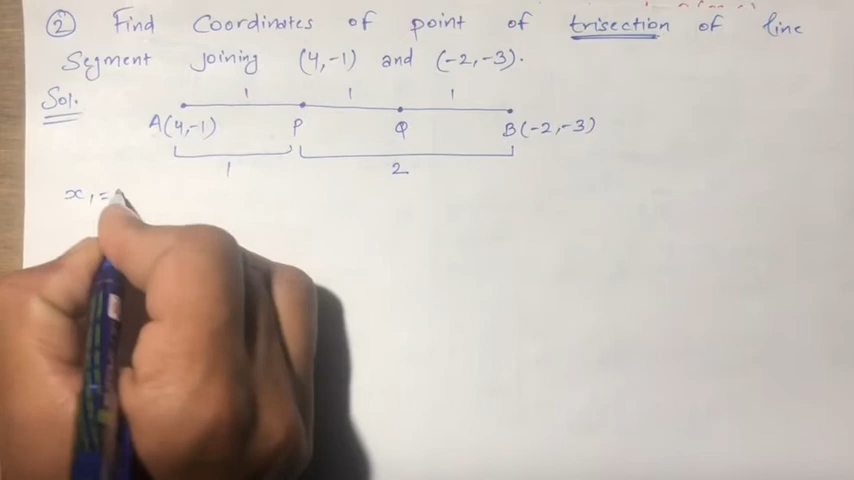 ② Find Coordinates of point of trisection of line
Segment joining (4,-1) and (-2,-3).
Sol.
1 1 1
A(4,-1) P Q B(-2,-3)
1 2
x₁ =